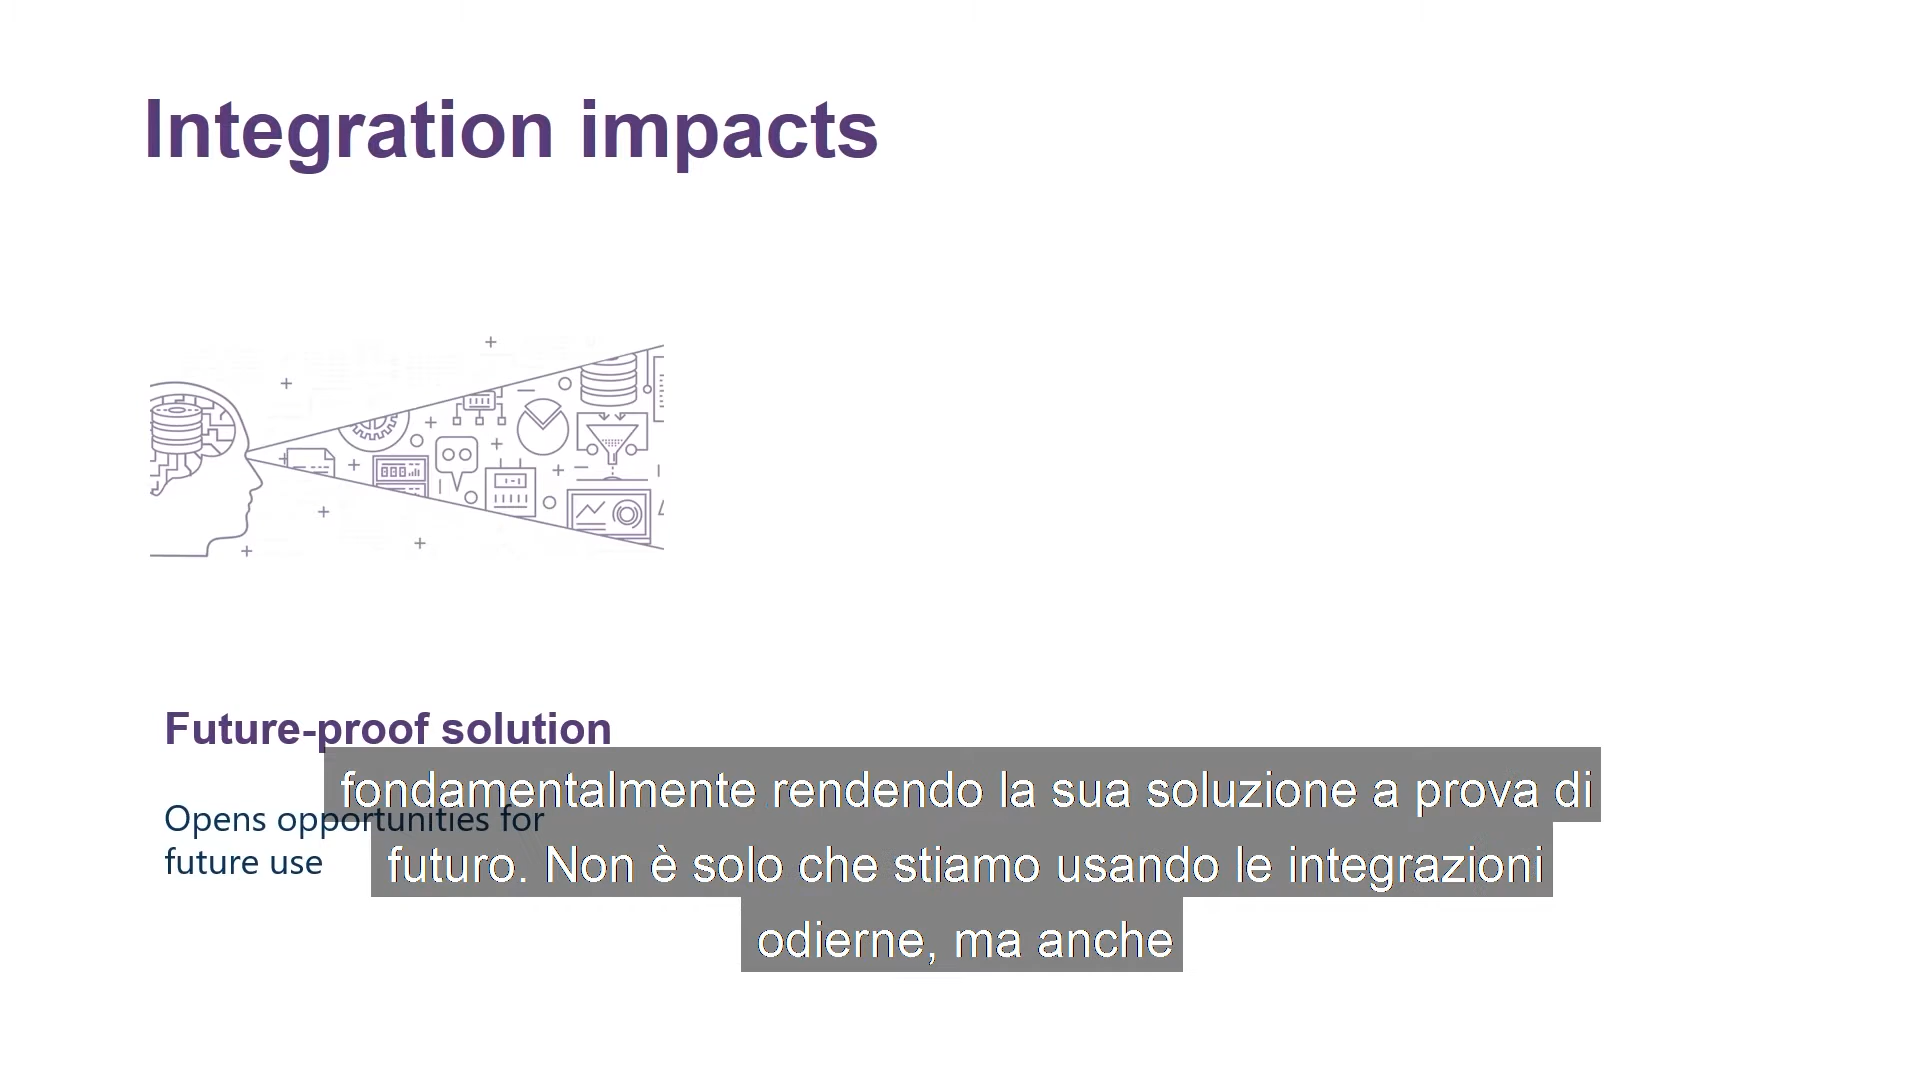 Integration impacts
Future-proof solution
Opens opportunities for
future use
fondamentalmente rendendo la sua soluzione a prova di
futuro. Non è solo che stiamo usando le integrazioni
odierne, ma anche